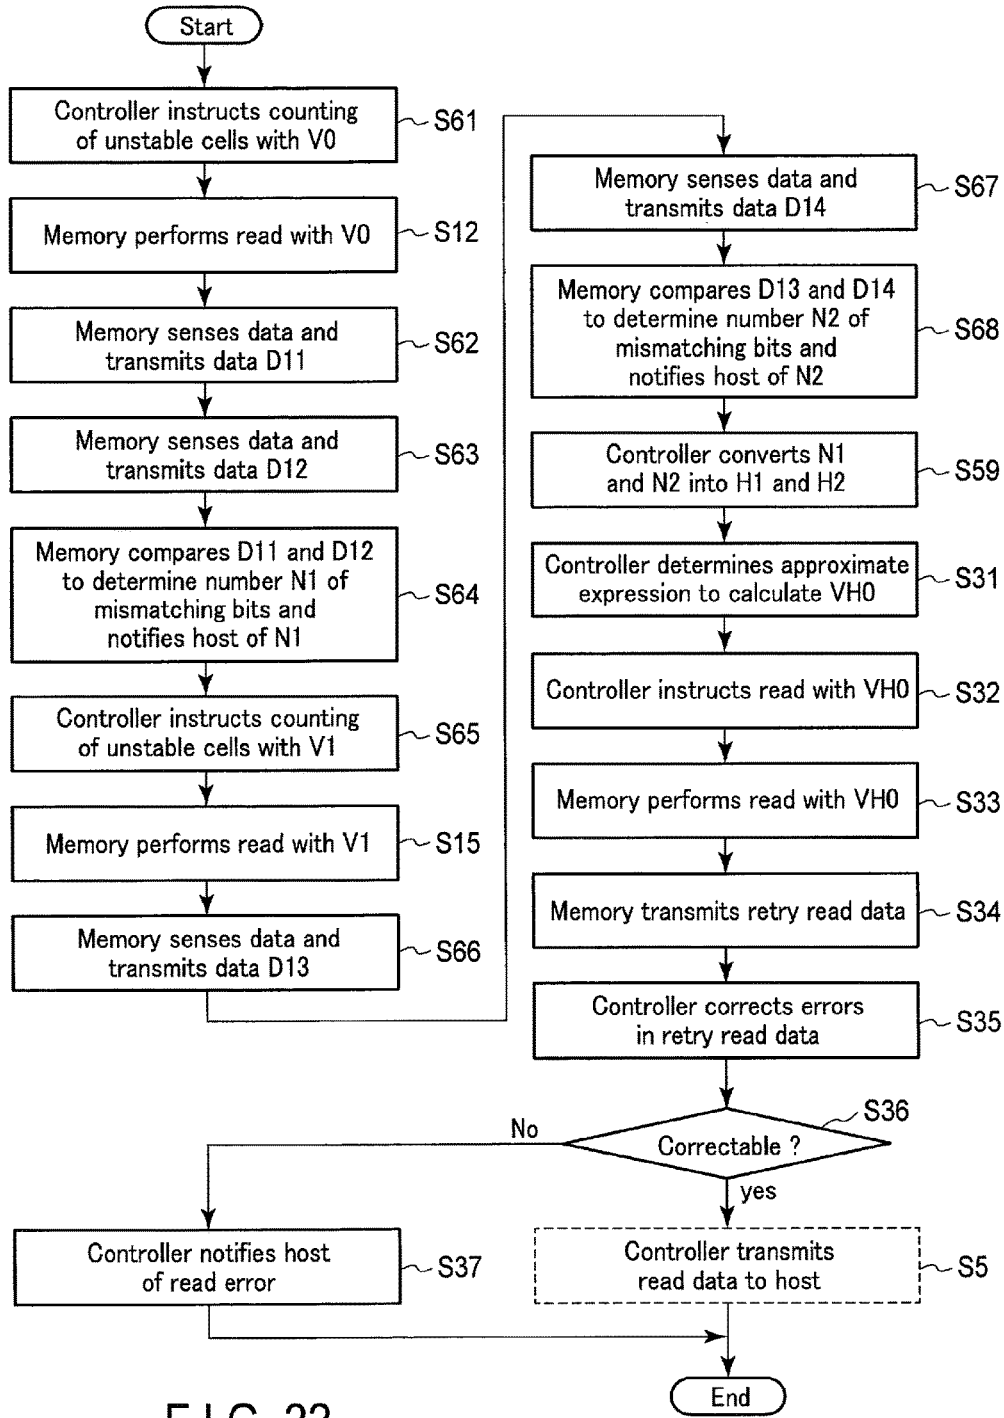 Start
Controller instructs counting
of unstable cells with V0
S61
Memory performs read with V0
S12
Memory senses data and
transmits data D11
S62
Memory senses data and
transmits data D12
S63
Memory compares D11 and D12
to determine number N1 of
mismatching bits and
notifies host of N1
S64
Controller instructs counting
of unstable cells with V1
S65
Memory performs read with V1
S15
Memory senses data and
transmits data D13
S66
Memory senses data and
transmits data D14
S67
Memory compares D13 and D14
to determine number N2 of
mismatching bits and
notifies host of N2
S68
Controller converts N1
and N2 into H1 and H2
S59
Controller determines approximate
expression to calculate VH0
S31
Controller instructs read with VH0
S32
Memory performs read with VH0
S33
Memory transmits retry read data
S34
Controller corrects errors
in retry read data
S35
Correctable ?
S36
No
yes
Controller notifies host
of read error
S37
Controller transmits
read data to host
S5
End